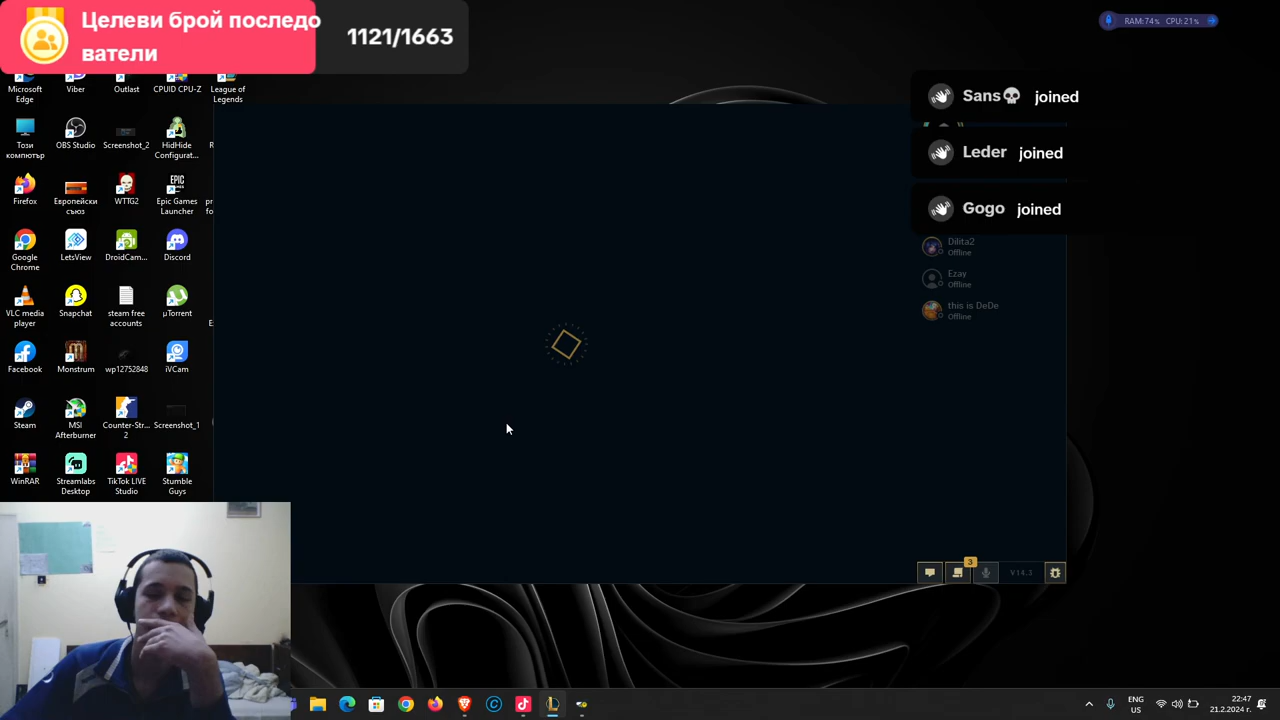 Целеви брой последо
ватели
1121/1663
RAM:74% CPU: 21%
Sans💀 joined
Leder joined
Gogo joined
Microsoft
Edge
Viber
Outlast
CPUID CPU-Z
League of
Legends
Този
компютър
OBS Studio
Screenshot_2
HidHide
Configurat...
Firefox
Европейски
съюз
WTTG2
Epic Games
Launcher
Google
Chrome
LetsView
DroidCam...
Discord
VLC media
player
Snapchat
steam free
accounts
µTorrent
Facebook
Monstrum
wp12752848
iVCam
Steam
MSI
Afterburner
Counter-Str...
2
Screenshot_1
WinRAR
Streamlabs
Desktop
TikTok LIVE
Studio
Stumble
Guys
EPIC
GAMES
Dilita2
Offline
Ezay
Offline
this is DeDe
Offline
3
V14.3
ENG
US
22:47
21.2.2024 г.